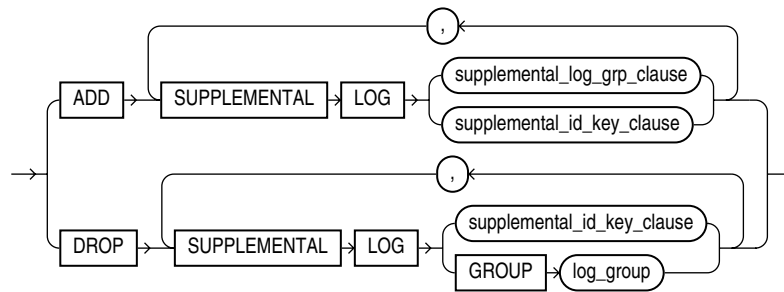 ,
supplemental_log_grp_clause
ADD SUPPLEMENTAL LOG
supplemental_id_key_clause
,
supplemental_id_key_clause
DROP SUPPLEMENTAL LOG
GROUP log_group